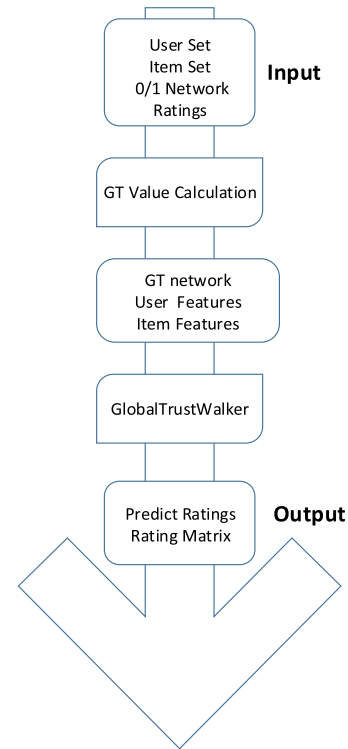 User Set
Item Set
0/1 Network
Ratings
Input
GT Value Calculation
GT network
User Features
Item Features
GlobalTrustWalker
Predict Ratings
Rating Matrix
Output